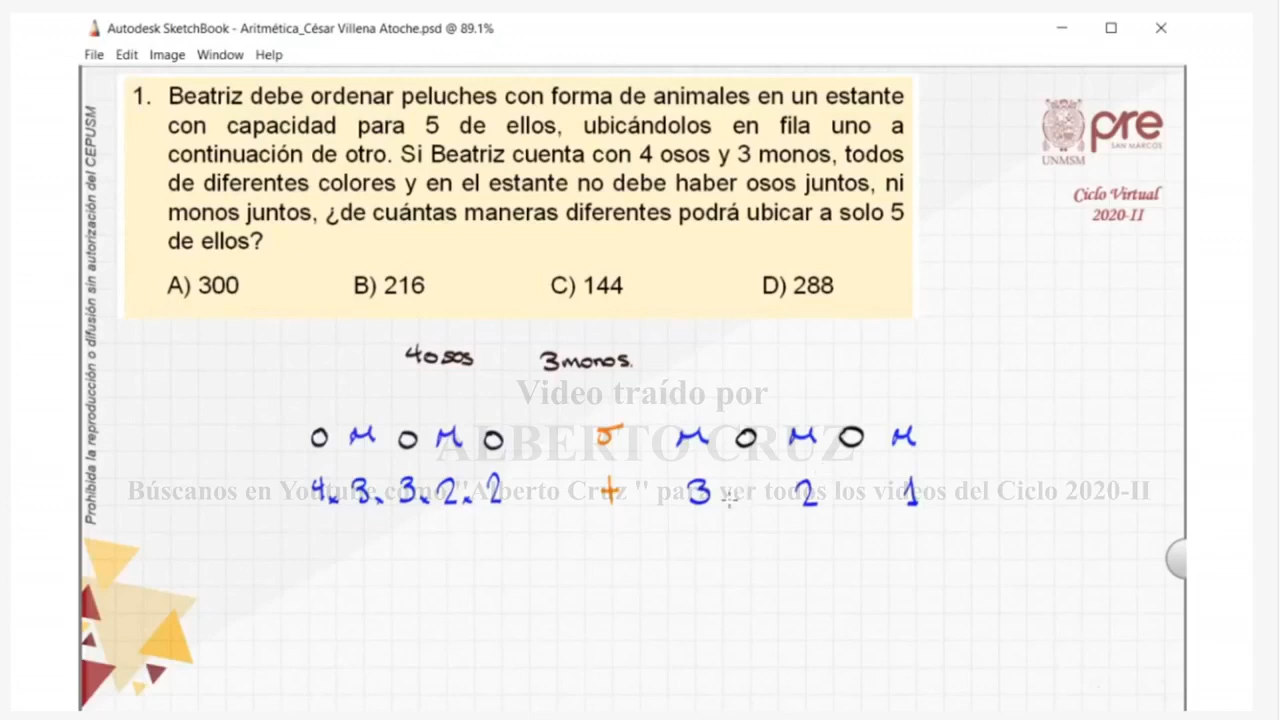 Autodesk SketchBook - Aritmética_César Villena Atoche.psd @ 89.1%
File Edit Image Window Help
Prohibida la reproducción o difusión sin autorización del CEPUSM
1. Beatriz debe ordenar peluches con forma de animales en un estante
con capacidad para 5 de ellos, ubicándolos en fila uno a
continuación de otro. Si Beatriz cuenta con 4 osos y 3 monos, todos
de diferentes colores y en el estante no debe haber osos juntos, ni
monos juntos, ¿de cuántas maneras diferentes podrá ubicar a solo 5
de ellos?
A) 300 B) 216 C) 144 D) 288
UNMSM
pre
SAN MARCOS
Ciclo Virtual
2020-II
4 osos 3 monos.
Video traído por
ALBERTO CRUZ
O M O M O σ M O M O M
Búscanos en Youtube como "Alberto Cruz " para ver todos los videos del Ciclo 2020-II
4. 3. 3. 2. 2 + 3 2 1